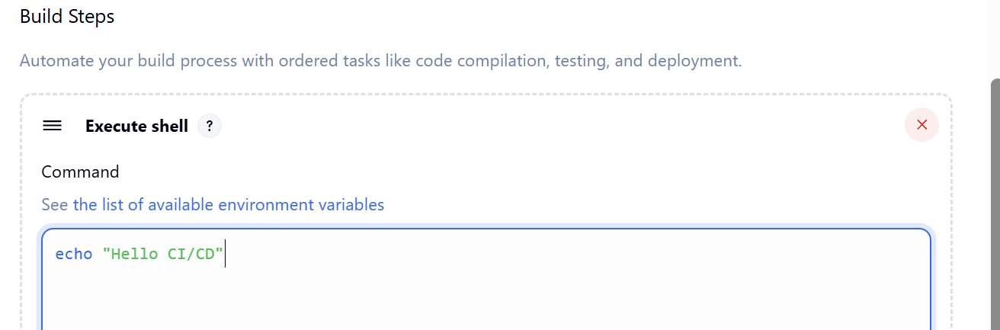 Build Steps
Automate your build process with ordered tasks like code compilation, testing, and deployment.
Execute shell ?
Command
See the list of available environment variables
echo "Hello CI/CD"